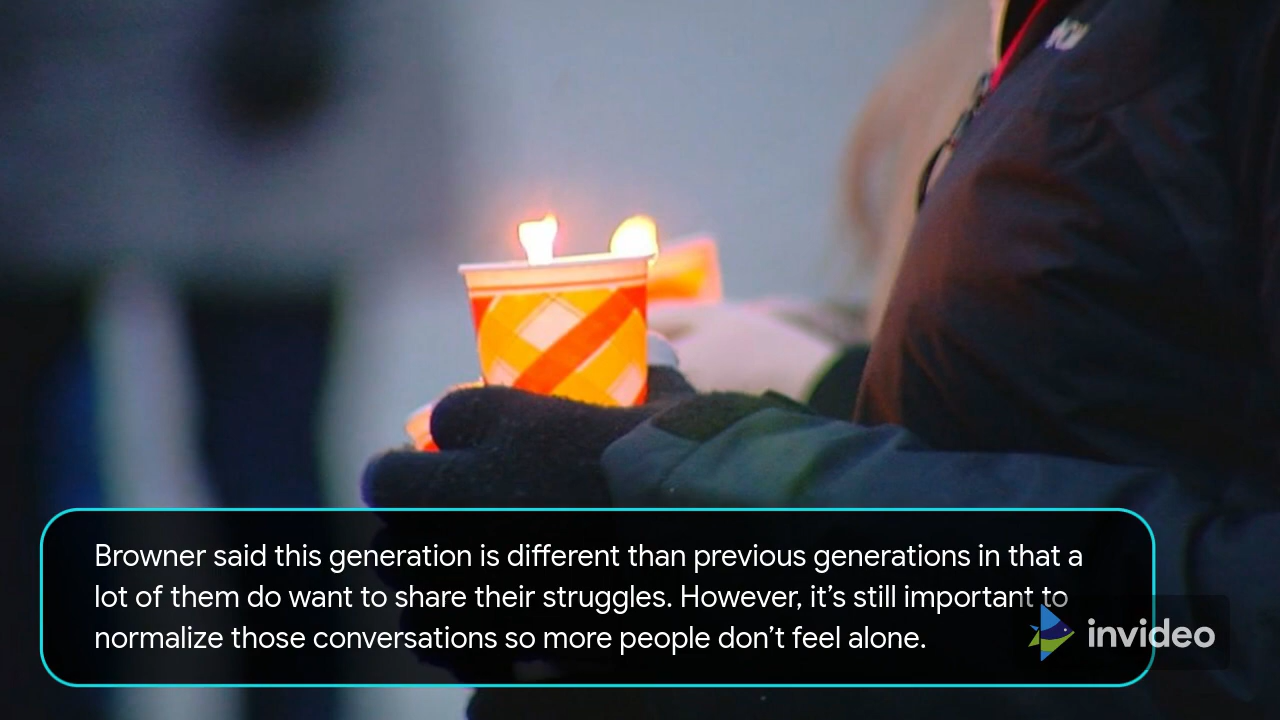 Browner said this generation is different than previous generations in that a
lot of them do want to share their struggles. However, it’s still important to
normalize those conversations so more people don’t feel alone.
invideo